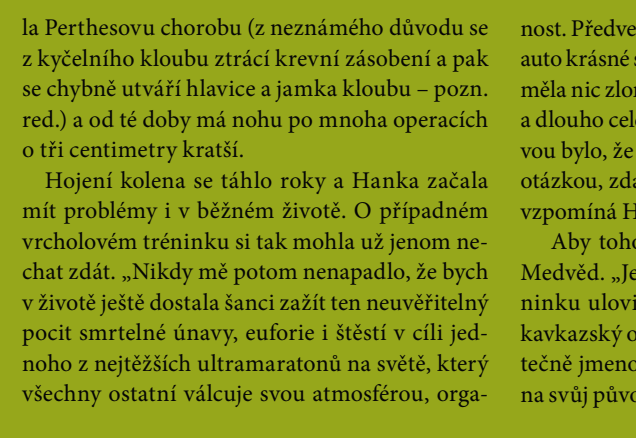 la Perthesovu chorobu (z neznámého důvodu se
z kyčelního kloubu ztrácí krevní zásobení a pak
se chybně utváří hlavice a jamka kloubu – pozn.
red.) a od té doby má nohu po mnoha operacích
o tři centimetry kratší.
Hojení kolena se táhlo roky a Hanka začala
mít problémy i v běžném životě. O případném
vrcholovém tréninku si tak mohla už jenom ne-
chat zdát. „Nikdy mě potom nenapadlo, že bych
v životě ještě dostala šanci zažít ten neuvěřitelný
pocit smrtelné únavy, euforie i štěstí v cíli jed-
noho z nejtěžších ultramaratonů na světě, který
všechny ostatní válcuje svou atmosférou, orga-
nost. Předve
auto krásné s
měla nic zlo
a dlouho cel
vou bylo, že
otázkou, zda
vzpomíná H
Aby toho
Medvěd. „Je
ninku ulovi
kavkazský o
tečně jmeno
na svůj půvo